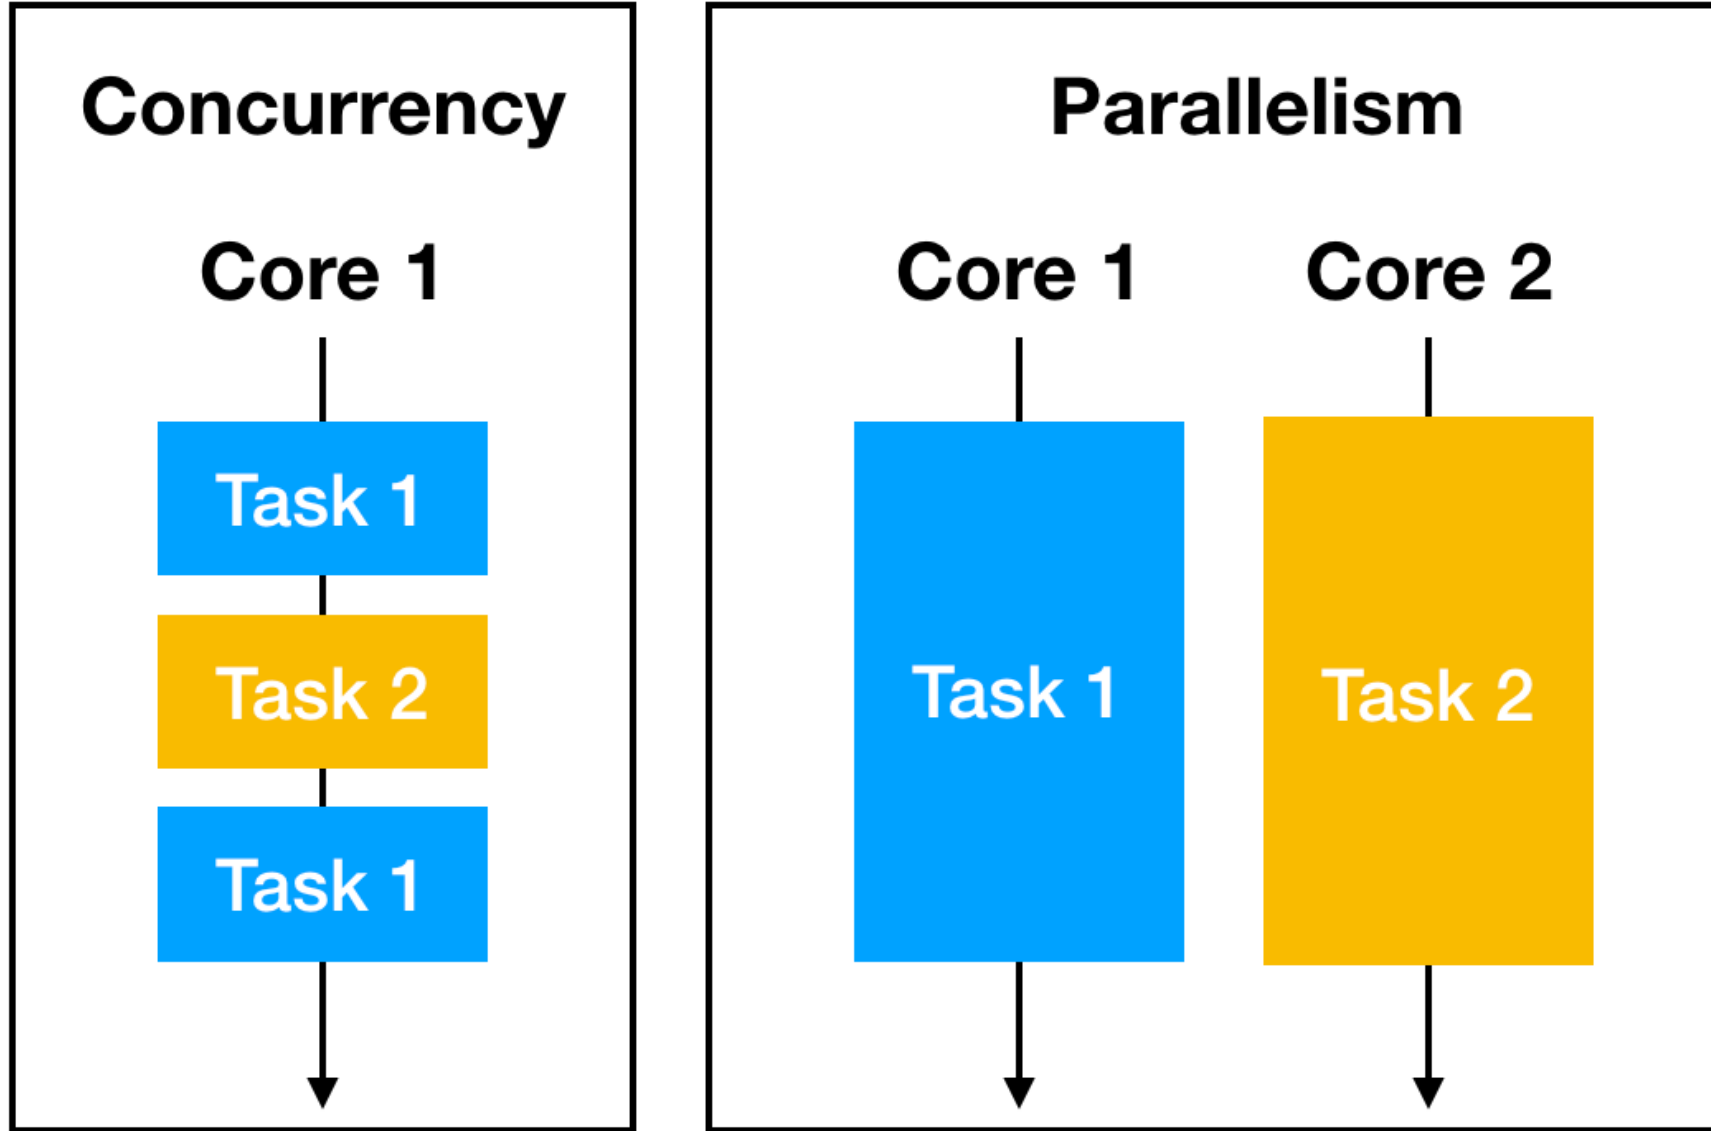 Concurrency
Core 1
Task 1
Task 2
Task 1
Parallelism
Core 1 Core 2
Task 1 Task 2